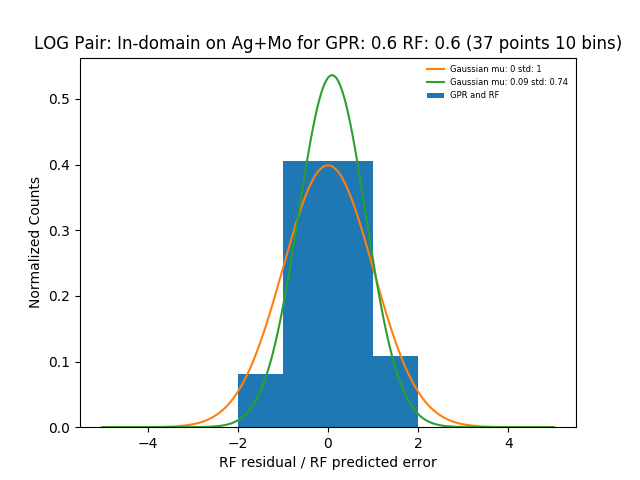 LOG Pair: In-domain on Ag+Mo for GPR: 0.6 RF: 0.6 (37 points 10 bins)
Gaussian mu: 0 std: 1
Gaussian mu: 0.09 std: 0.74
GPR and RF
Normalized Counts
0.5
0.4
0.3
0.2
0.1
0.0
−4
−2
0
2
4
RF residual / RF predicted error